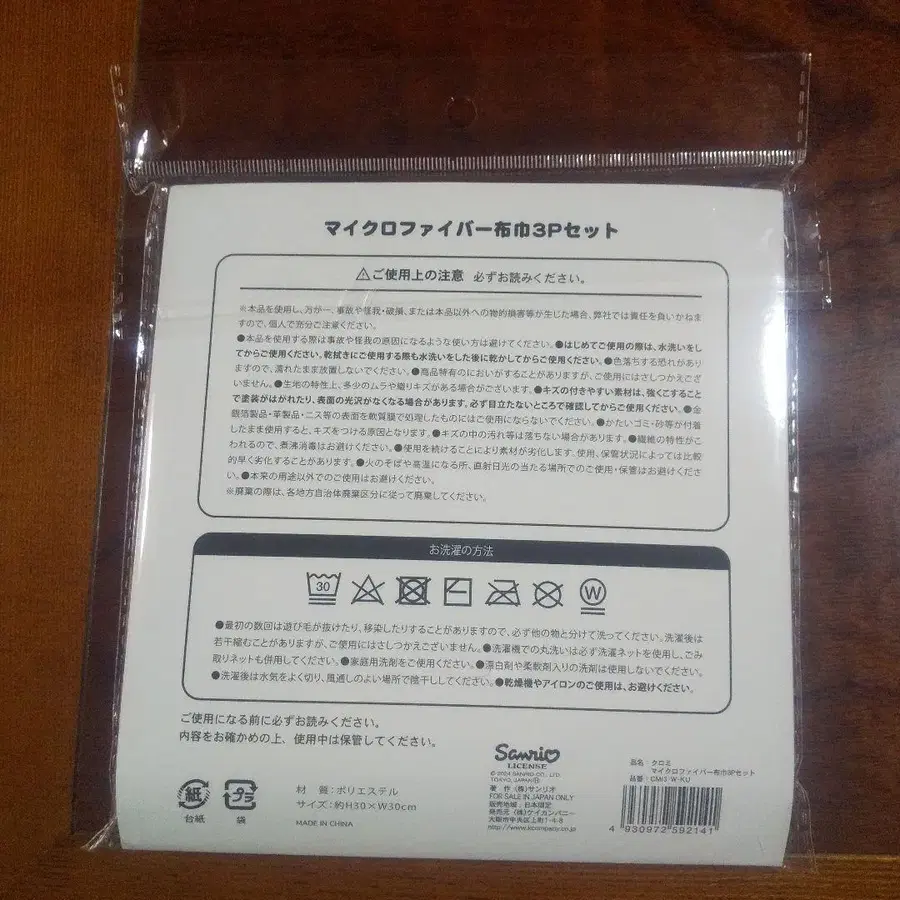 マイクロファイバー布巾3Pセット
⚠ご使用上の注意 必ずお読みください。
※本品を使用し、万が一、事故や怪我・破損、または本品以外への物的損害等が生じた場合、弊社では責任を負いかねま
すので、個人で充分ご注意ください。
●本品を使用する際は事故や怪我の原因になるような使い方は避けてください。●はじめてご使用の際は、水洗いをし
てからご使用ください。乾拭きにご使用する際も水洗いをした後に乾かしてからご使用ください。●色落ちする恐れがあり
ますので、濡れたまま放置しないでください。●商品特有のにおいがすることがありますが、ご使用にはさしつかえござ
いません。●生地の特性上、多少のムラや織りキズがある場合がございます。●キズの付きやすい素材は、強くこすること
で塗装がはがれたり、表面の光沢がなくなる場合があります。必ず目立たないところで確認してからご使用ください。●金
銀箔製品・革製品・ニス等の表面を軟質膜で処理したものにはご使用にならないでください。●かたいゴミ・砂等が付着
したまま使用すると、キズをつける原因となります。●キズの中の汚れ等は落ちない場合があります。●繊維の特性がこ
われるので、煮沸消毒はお避けください。●使用を続けることにより素材が劣化します。使用、保管状況によっては比較
的早く劣化することがあります。●火のそばや高温になる所、直射日光の当たる場所でのご使用・保管はお避けくださ
い。●本来の用途以外でのご使用はお避けください。
※廃棄の際は、各地方自治体廃棄区分に従って廃棄してください。
お洗濯の方法
30
W
●最初の数回は遊び毛が抜けたり、移染したりすることがありますので、必ず他の物と分けて洗ってください。洗濯後は
若干縮むことがありますが、ご使用にはさしつかえございません。●洗濯機での丸洗いは必ず洗濯ネットを使用し、ごみ
取りネットも併用してください。●家庭用洗剤をご使用ください。●漂白剤や柔軟剤入りの洗剤は使用しないでください。
●洗濯後は水気をよく切り、風通しのよい場所で陰干ししてください。●乾燥機やアイロンのご使用は、お避けください。
ご使用になる前に必ずお読みください。
内容をお確かめの上、使用中は保管してください。
紙
台紙
プラ
袋
材 質：ポリエステル
サイズ：約H30×W30cm
MADE IN CHINA
Sanrio
LICENSE
© 2024 SANRIO CO., LTD.
TOKYO, JAPAN Ⓗ
著 作：(株)サンリオ
FOR SALE IN JAPAN ONLY
販売地域：日本限定
発売元：(株)ケイカンパニー
大阪市中央区上町1-4-8
http://www.kcompany.co.jp
品名：クロミ
マイクロファイバー布巾3Pセット
品番：CM31W-KU
4 930972 592141